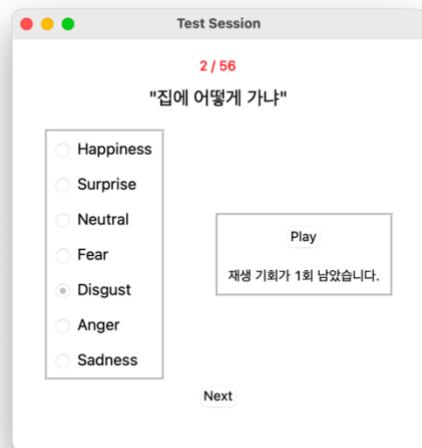 Test Session
2 / 56
"집에 어떻게 가냐"
Happiness
Surprise
Neutral
Fear
Disgust
Anger
Sadness
Play
재생 기회가 1회 남았습니다.
Next